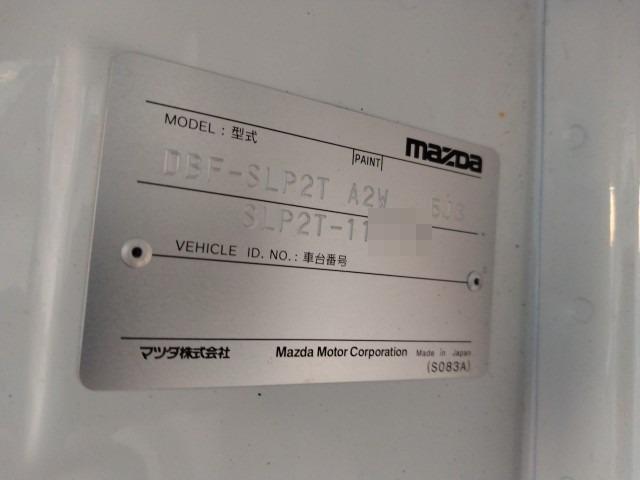 MODEL : 型式
PAINT
mazda
DBF-SLP2T A2W 5J3
SLP2T-11
VEHICLE ID. NO. : 車台番号
マツダ株式会社 Mazda Motor Corporation Made in Japan
(S083A)